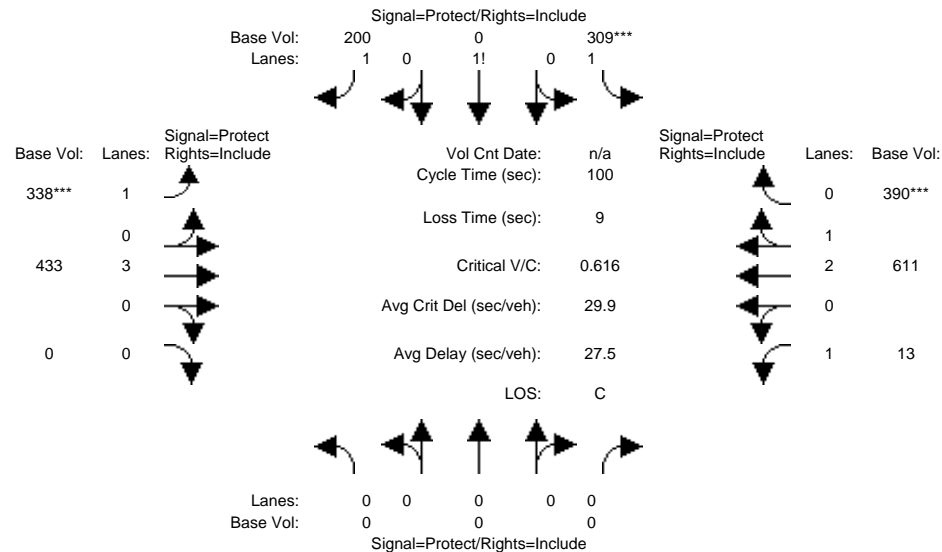 Signal=Protect/Rights=Include
Base Vol: 200 0 309***
Lanes: 1 0 1! 0 1
Signal=Protect
Base Vol: Lanes: Rights=Include
338*** 1
0
433 3
0
0 0
Vol Cnt Date: n/a
Cycle Time (sec): 100
Loss Time (sec): 9
Critical V/C: 0.616
Avg Crit Del (sec/veh): 29.9
Avg Delay (sec/veh): 27.5
LOS: C
Signal=Protect
Rights=Include Lanes: Base Vol:
0 390***
1
2 611
0
1 13
Lanes: 0 0 0 0 0
Base Vol: 0 0 0
Signal=Protect/Rights=Include